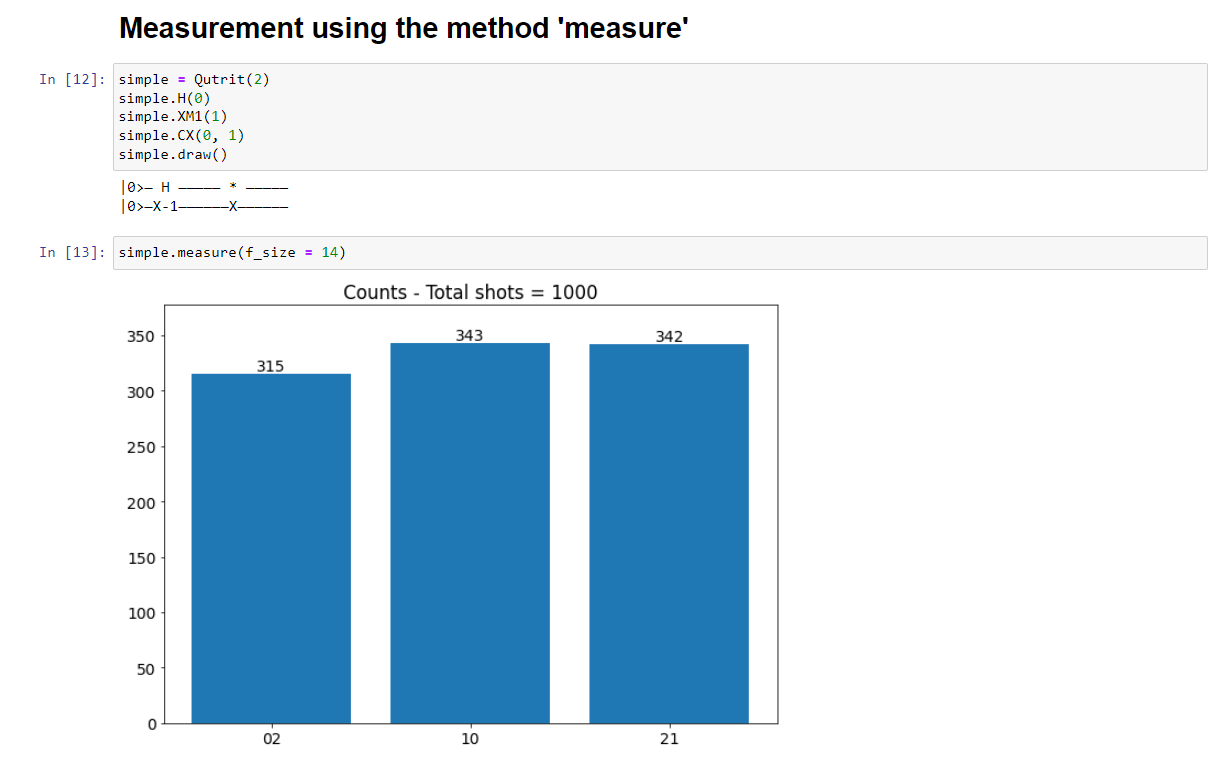 Measurement using the method 'measure'
In [12]: simple = Qutrit(2)
simple.H(0)
simple.XM1(1)
simple.CX(0, 1)
simple.draw()
|0>— H ————— * —————
|0>—X-1——————X——————
In [13]: simple.measure(f_size = 14)
Counts - Total shots = 1000
350
300
250
200
150
100
50
0
315
343
342
02 10 21